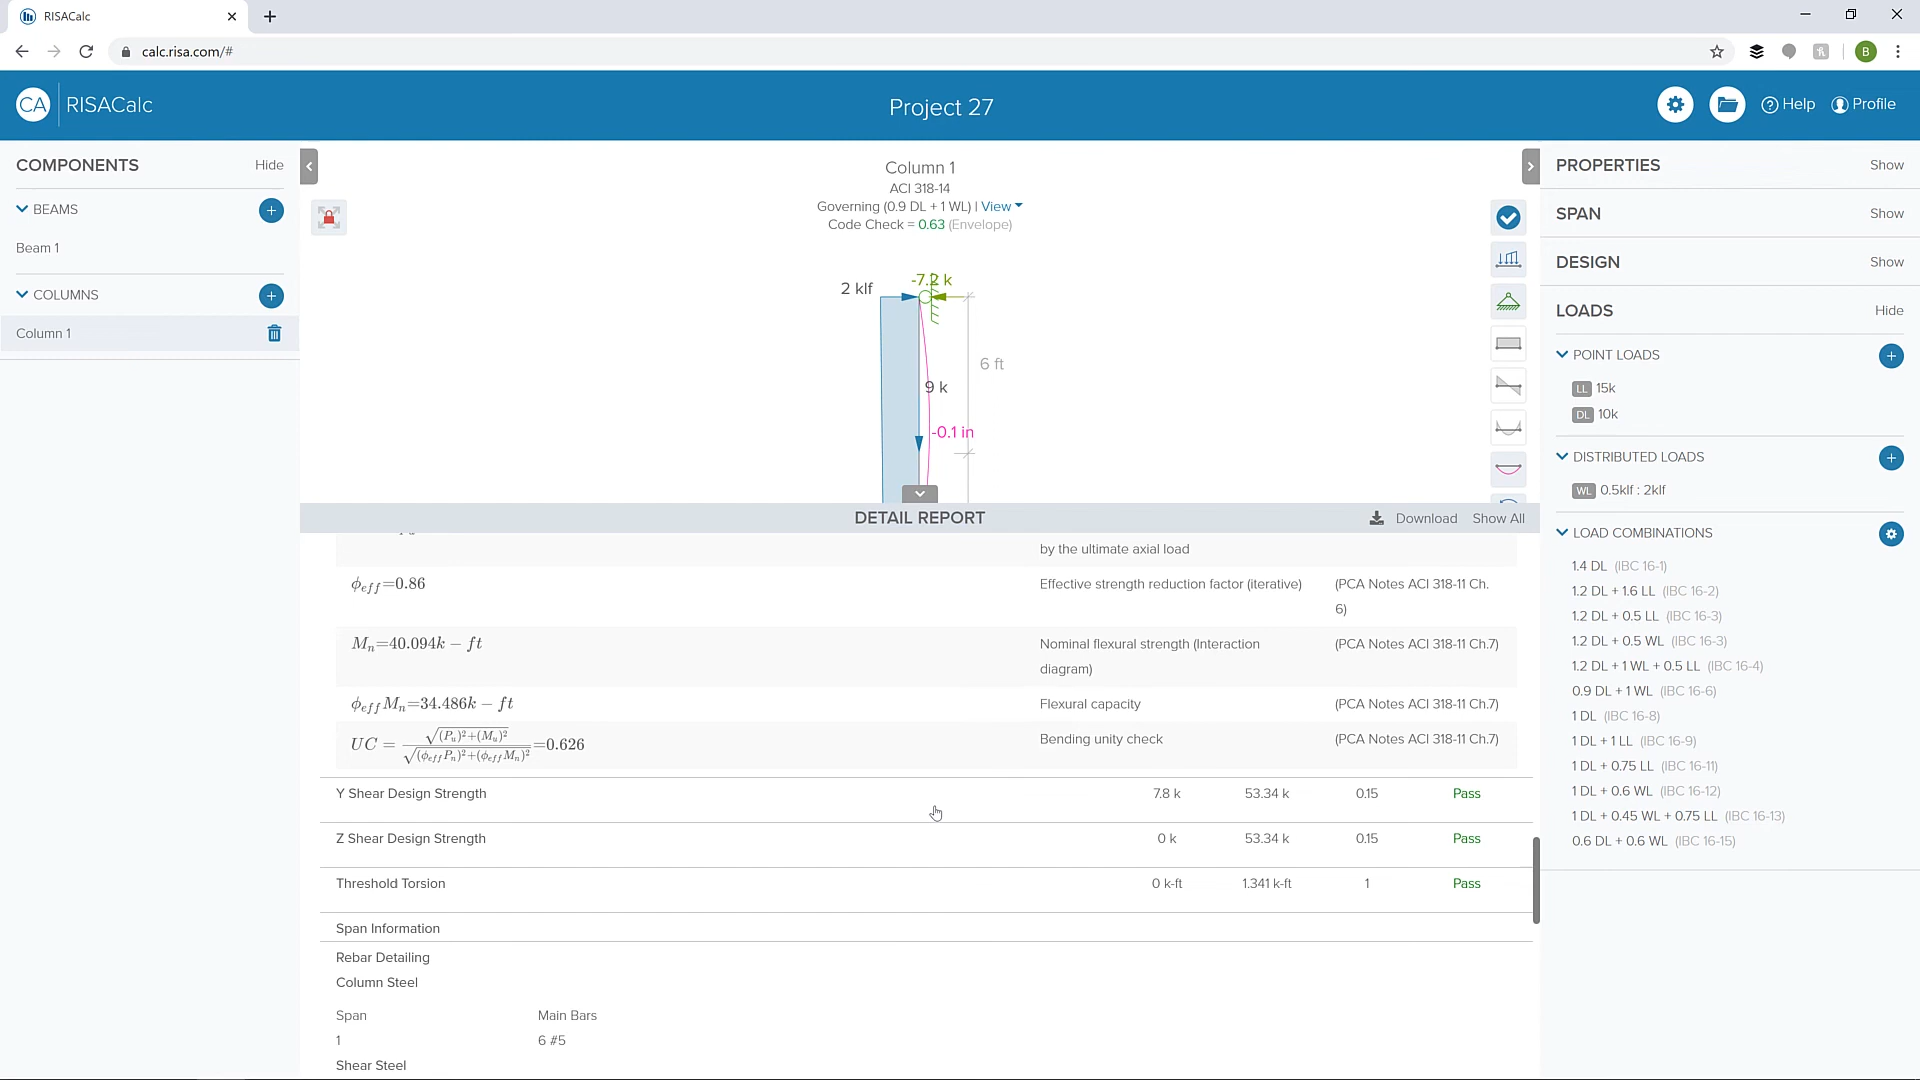 RISACalc
calc.risa.com/#
B
CA RISACalc
Project 27
Help
Profile
COMPONENTS
Hide
BEAMS
Beam 1
COLUMNS
Column 1
Column 1
ACI 318-14
Governing (0.9 DL + 1 WL) | View
Code Check = 0.63 (Envelope)
2 klf
-7.2 k
6 ft
9 k
-0.1 in
PROPERTIES
Show
SPAN
Show
DESIGN
Show
LOADS
Hide
POINT LOADS
LL 15k
DL 10k
DISTRIBUTED LOADS
WL 0.5klf : 2klf
LOAD COMBINATIONS
1.4 DL (IBC 16-1)
1.2 DL + 1.6 LL (IBC 16-2)
1.2 DL + 0.5 LL (IBC 16-3)
1.2 DL + 0.5 WL (IBC 16-3)
1.2 DL + 1 WL + 0.5 LL (IBC 16-4)
0.9 DL + 1 WL (IBC 16-6)
1 DL (IBC 16-8)
1 DL + 1 LL (IBC 16-9)
1 DL + 0.75 LL (IBC 16-11)
1 DL + 0.6 WL (IBC 16-12)
1 DL + 0.45 WL + 0.75 LL (IBC 16-13)
0.6 DL + 0.6 WL (IBC 16-15)
DETAIL REPORT
Download
Show All
by the ultimate axial load
ϕeff=0.86
Effective strength reduction factor (iterative)
(PCA Notes ACI 318-11 Ch.
6)
Mn=40.094k − ft
Nominal flexural strength (Interaction
diagram)
(PCA Notes ACI 318-11 Ch.7)
ϕeff Mn=34.486k − ft
Flexural capacity
(PCA Notes ACI 318-11 Ch.7)
UC = √(Pu)²+(Mu)² / √(ϕeff Pn)²+(ϕeff Mn)² =0.626
Bending unity check
(PCA Notes ACI 318-11 Ch.7)
Y Shear Design Strength 7.8 k 53.34 k 0.15 Pass
Z Shear Design Strength 0 k 53.34 k 0.15 Pass
Threshold Torsion 0 k-ft 1.341 k-ft 1 Pass
Span Information
Rebar Detailing
Column Steel
Span Main Bars
1 6 #5
Shear Steel